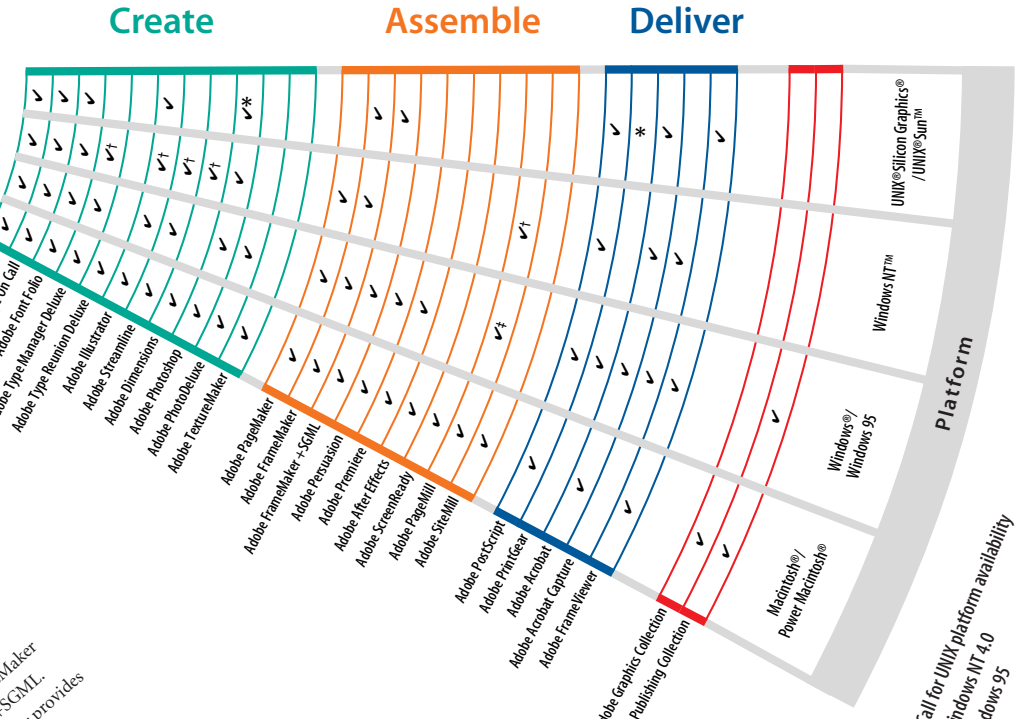 Create
Assemble
Deliver
UNIX®Silicon Graphics®
/UNIX®Sun™
Windows NT™
Windows®/
Windows 95
Macintosh®/
Power Macintosh®
Platform
On Call
Adobe Font Folio
Type Manager Deluxe
Adobe Type Reunion Deluxe
Adobe Illustrator
Adobe Streamline
Adobe Dimensions
Adobe Photoshop
Adobe PhotoDeluxe
Adobe TextureMaker
Adobe PageMaker
Adobe FrameMaker
Adobe FrameMaker +SGML
Adobe Persuasion
Adobe Premiere
Adobe After Effects
Adobe ScreenReady
Adobe PageMill
Adobe SiteMill
Adobe PostScript
Adobe PrintGear
Adobe Acrobat
Adobe Acrobat Capture
Adobe FrameViewer
Graphics Collection
Publishing Collection
Maker
+SGML.
provides
Call for UNIX platform availability
Windows NT 4.0
95